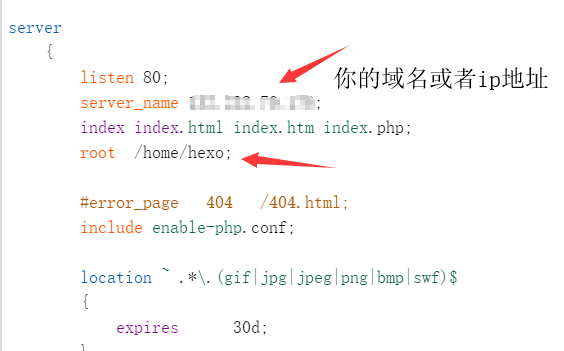 server
{
listen 80;
server_name ;
你的域名或者ip地址
index index.html index.htm index.php;
root /home/hexo;
#error_page 404 /404.html;
include enable-php.conf;
location ~ .*\.(gif|jpg|jpeg|png|bmp|swf)$
{
expires 30d;
}